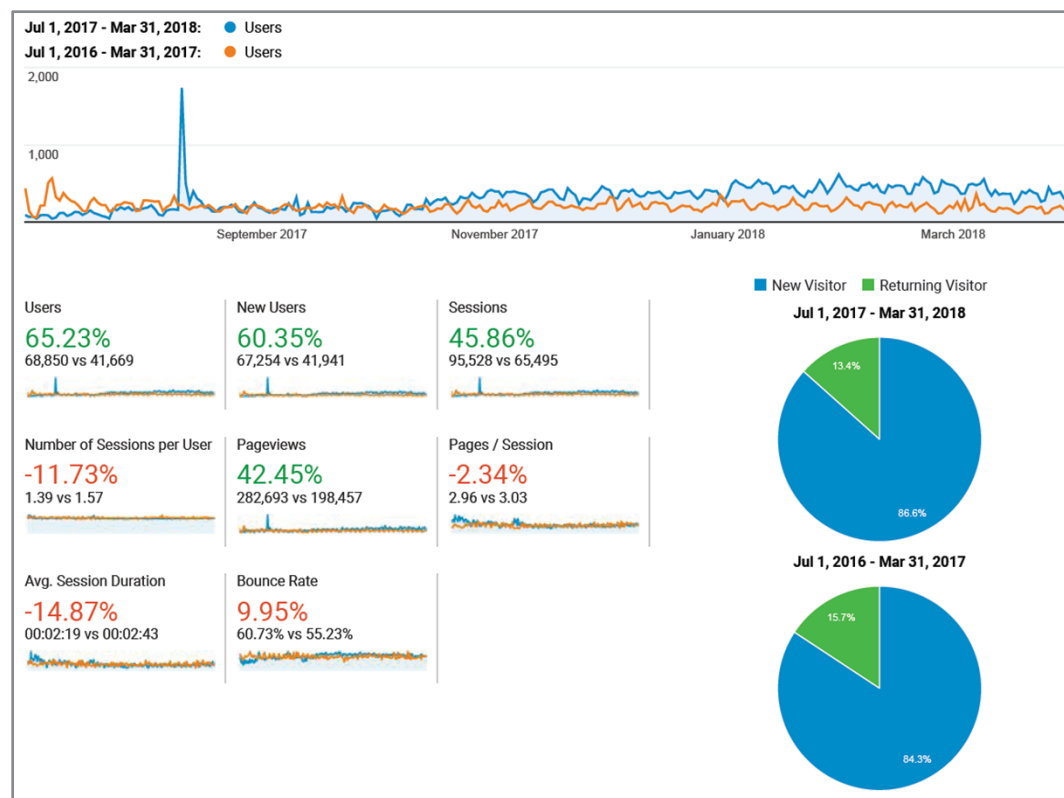 Jul 1, 2017 - Mar 31, 2018: Users
Jul 1, 2016 - Mar 31, 2017: Users
2,000
1,000
September 2017 November 2017 January 2018 March 2018
Users
65.23%
68,850 vs 41,669
New Users
60.35%
67,254 vs 41,941
Sessions
45.86%
95,528 vs 65,495
Number of Sessions per User
-11.73%
1.39 vs 1.57
Pageviews
42.45%
282,693 vs 198,457
Pages / Session
-2.34%
2.96 vs 3.03
Avg. Session Duration
-14.87%
00:02:19 vs 00:02:43
Bounce Rate
9.95%
60.73% vs 55.23%
New Visitor Returning Visitor
Jul 1, 2017 - Mar 31, 2018
13.4%
86.6%
Jul 1, 2016 - Mar 31, 2017
15.7%
84.3%